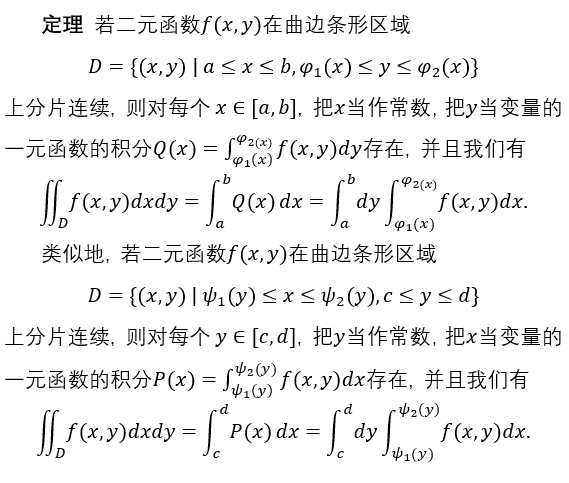 定理 若二元函数f(x,y)在曲边条形区域
D = {(x,y) | a ≤ x ≤ b, φ₁(x) ≤ y ≤ φ₂(x)}
上分片连续, 则对每个 x ∈ [a,b], 把x当作常数, 把y当变量的
一元函数的积分Q(x) = ∫_{φ₁(x)}^{φ₂(x)} f(x,y)dy存在, 并且我们有
∬_D f(x,y)dxdy = ∫_a^b Q(x) dx = ∫_a^b dy ∫_{φ₁(x)}^{φ₂(x)} f(x,y)dx.
类似地, 若二元函数f(x,y)在曲边条形区域
D = {(x,y) | ψ₁(y) ≤ x ≤ ψ₂(y), c ≤ y ≤ d}
上分片连续, 则对每个 y ∈ [c,d], 把y当作常数, 把x当变量的
一元函数的积分P(x) = ∫_{ψ₁(y)}^{ψ₂(y)} f(x,y)dx存在, 并且我们有
∬_D f(x,y)dxdy = ∫_c^d P(x) dx = ∫_c^d dy ∫_{ψ₁(y)}^{ψ₂(y)} f(x,y)dx.